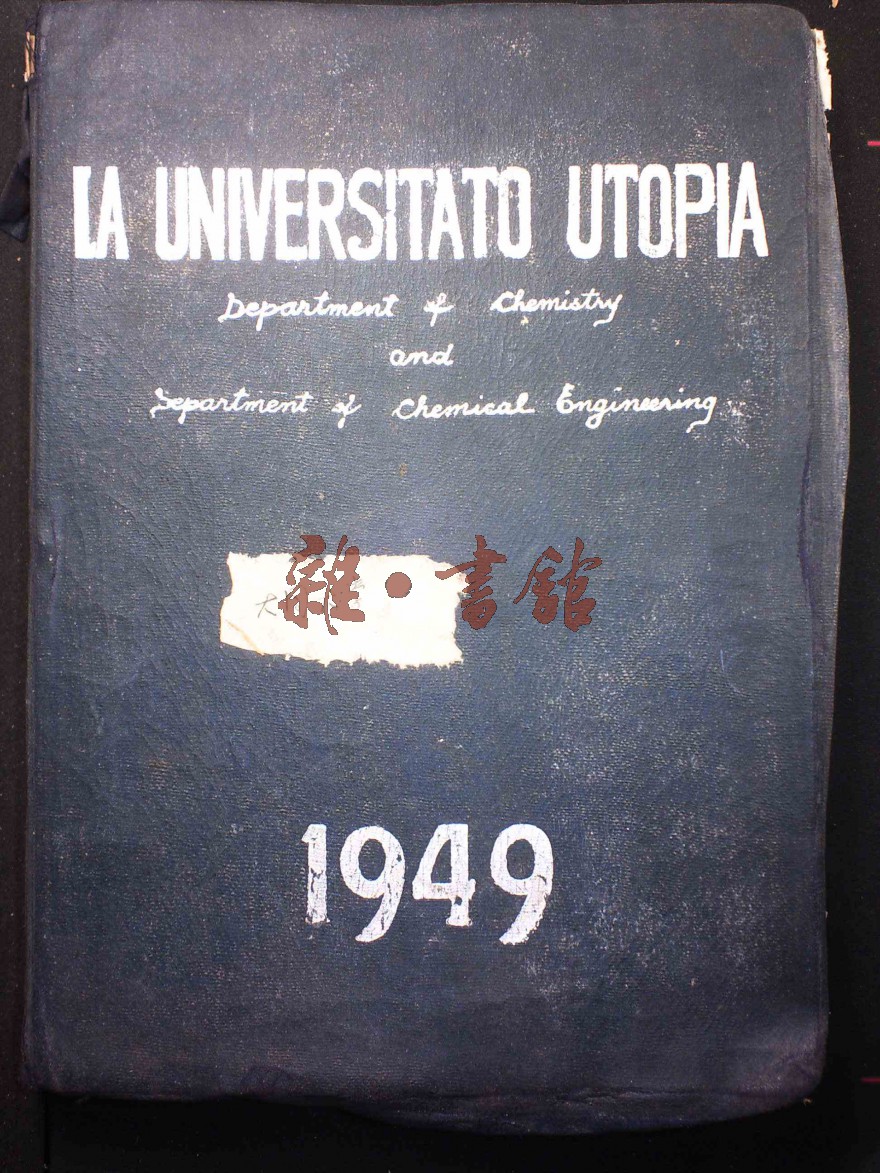 LA UNIVERSITATO UTOPIA
Department of Chemistry
and
Department of Chemical Engineering
雜·書館
1949